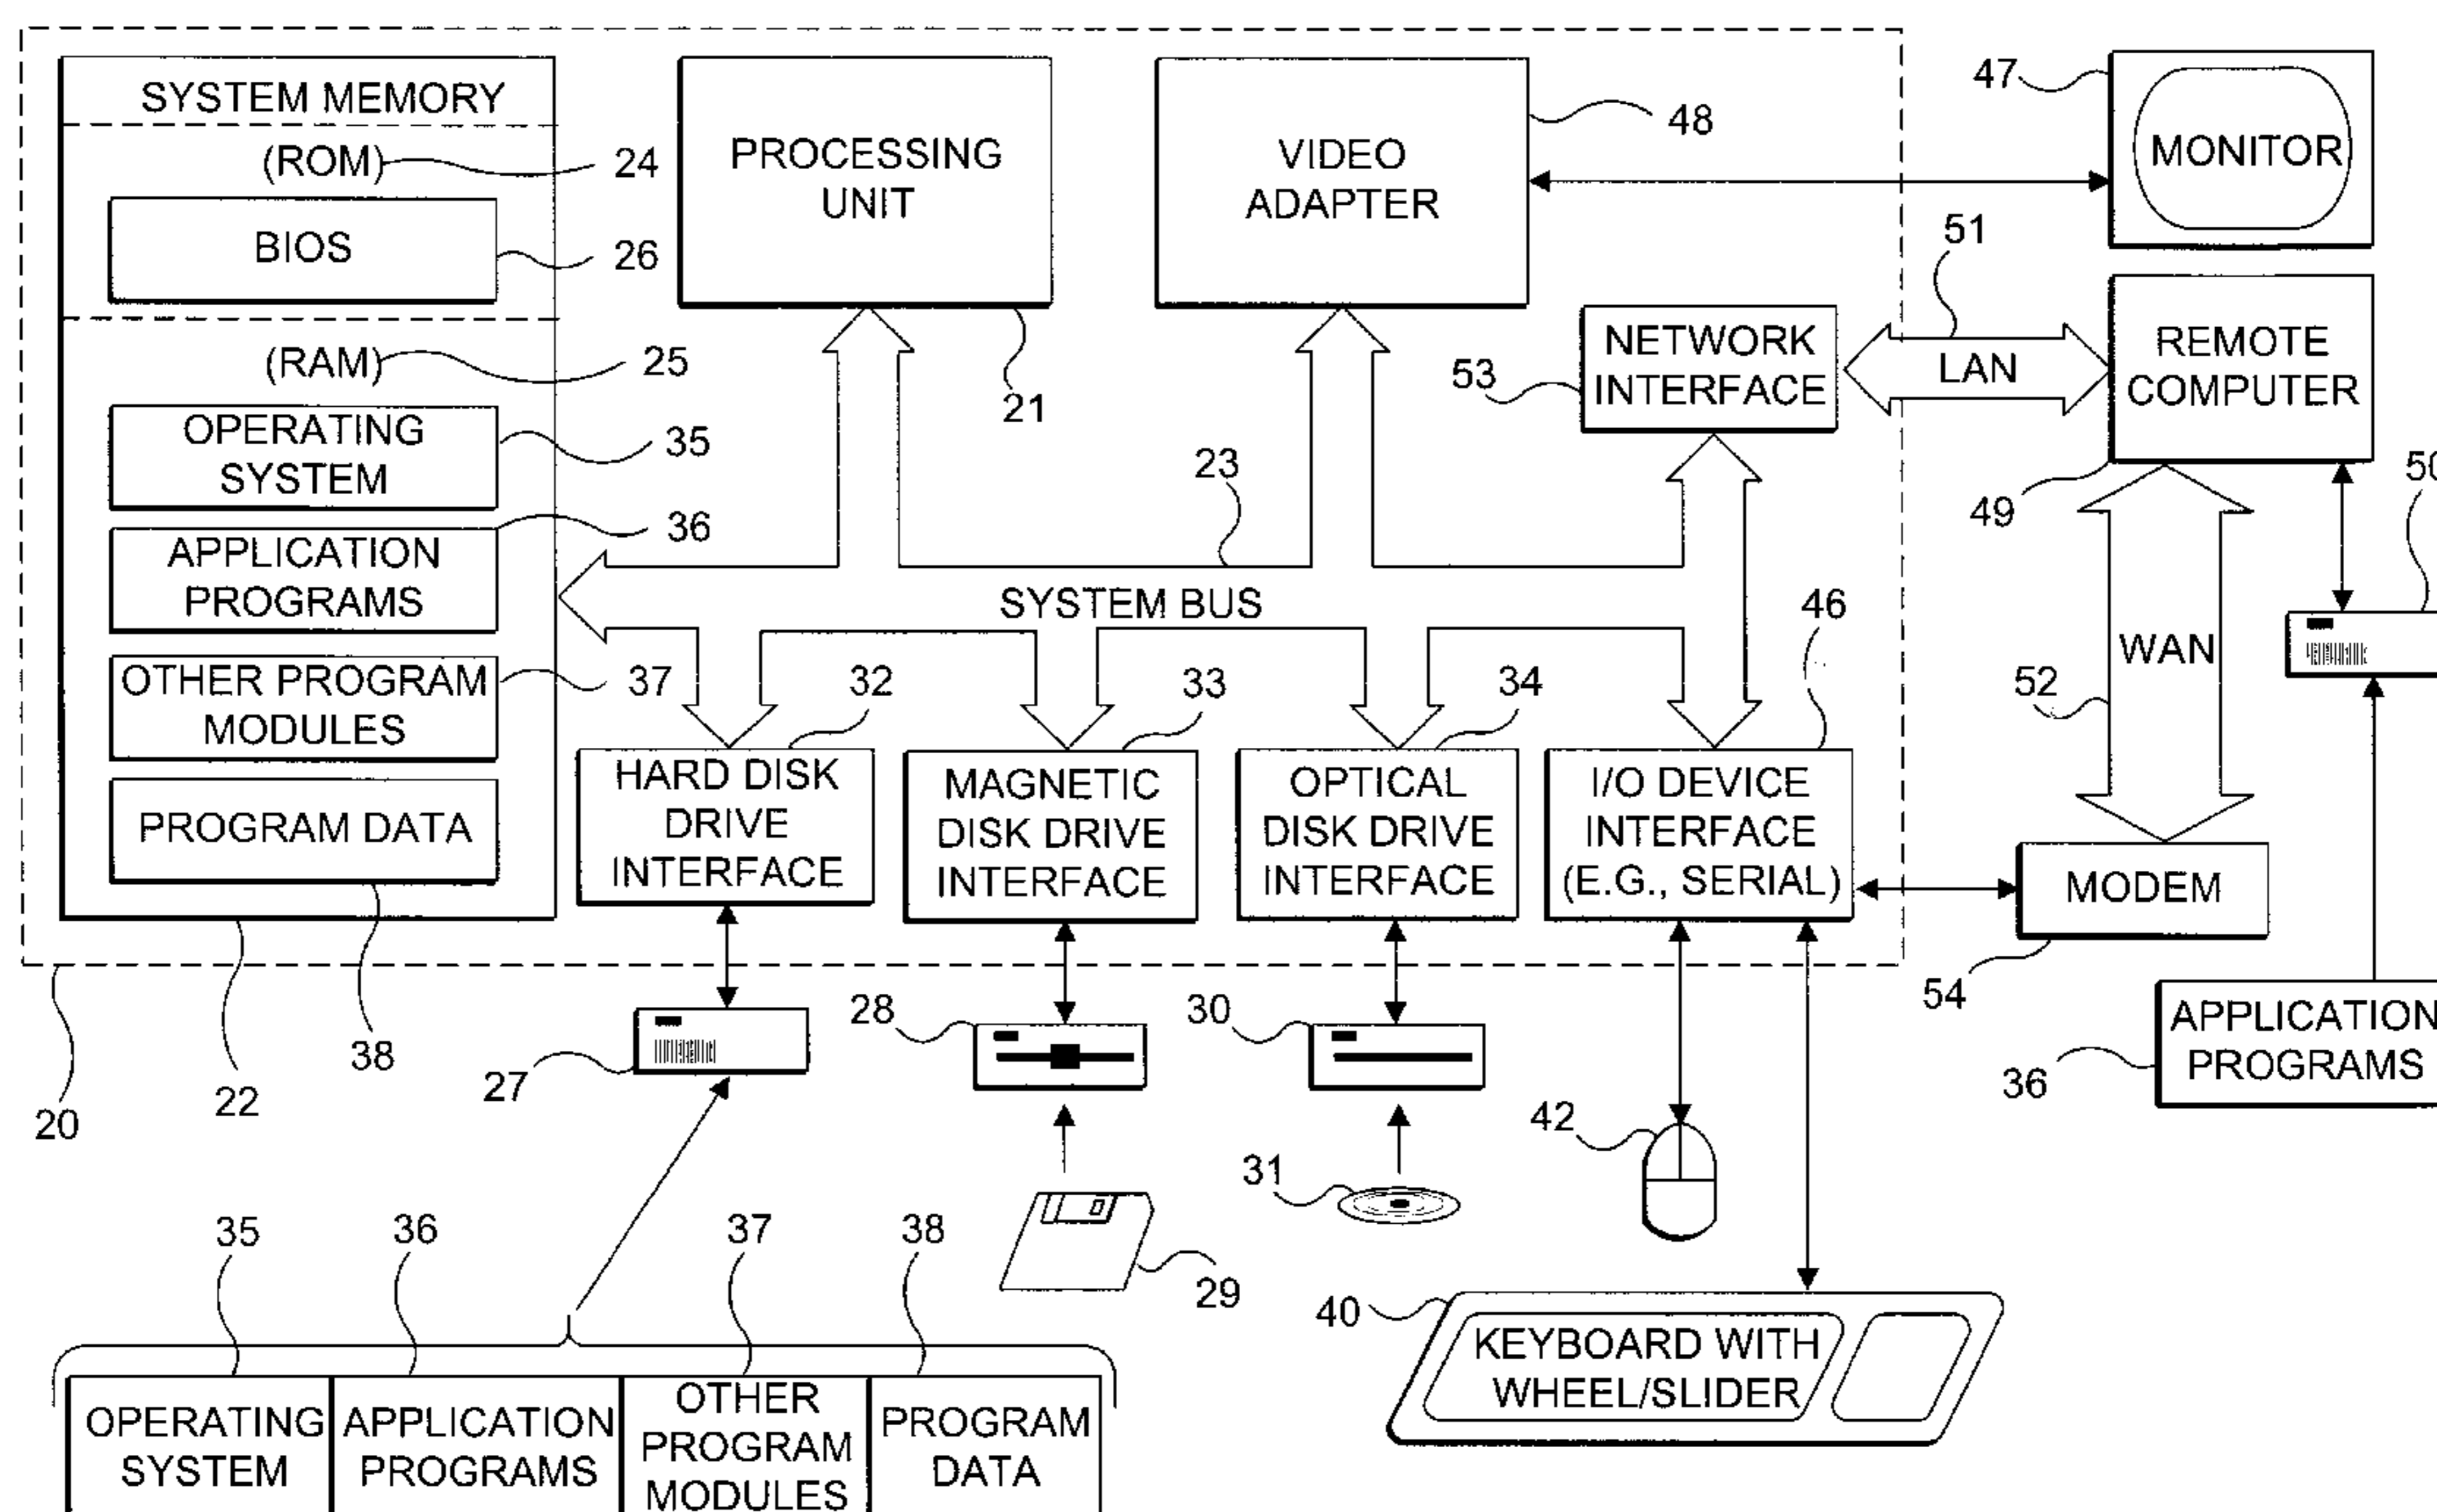 SYSTEM MEMORY
(ROM)
24
BIOS
26
(RAM)
25
OPERATING
SYSTEM
35
APPLICATION
PROGRAMS
36
OTHER PROGRAM
MODULES
37
PROGRAM DATA
38
22
20
PROCESSING
UNIT
21
VIDEO
ADAPTER
48
47
MONITOR
51
LAN
NETWORK
INTERFACE
53
REMOTE
COMPUTER
49
50
23
SYSTEM BUS
46
WAN
52
32
HARD DISK
DRIVE
INTERFACE
33
MAGNETIC
DISK DRIVE
INTERFACE
34
OPTICAL
DISK DRIVE
INTERFACE
I/O DEVICE
INTERFACE
(E.G., SERIAL)
MODEM
54
APPLICATION
PROGRAMS
36
27
28
30
42
31
29
40
KEYBOARD WITH
WHEEL/SLIDER
35
36
37
38
OPERATING
SYSTEM
APPLICATION
PROGRAMS
OTHER
PROGRAM
MODULES
PROGRAM
DATA